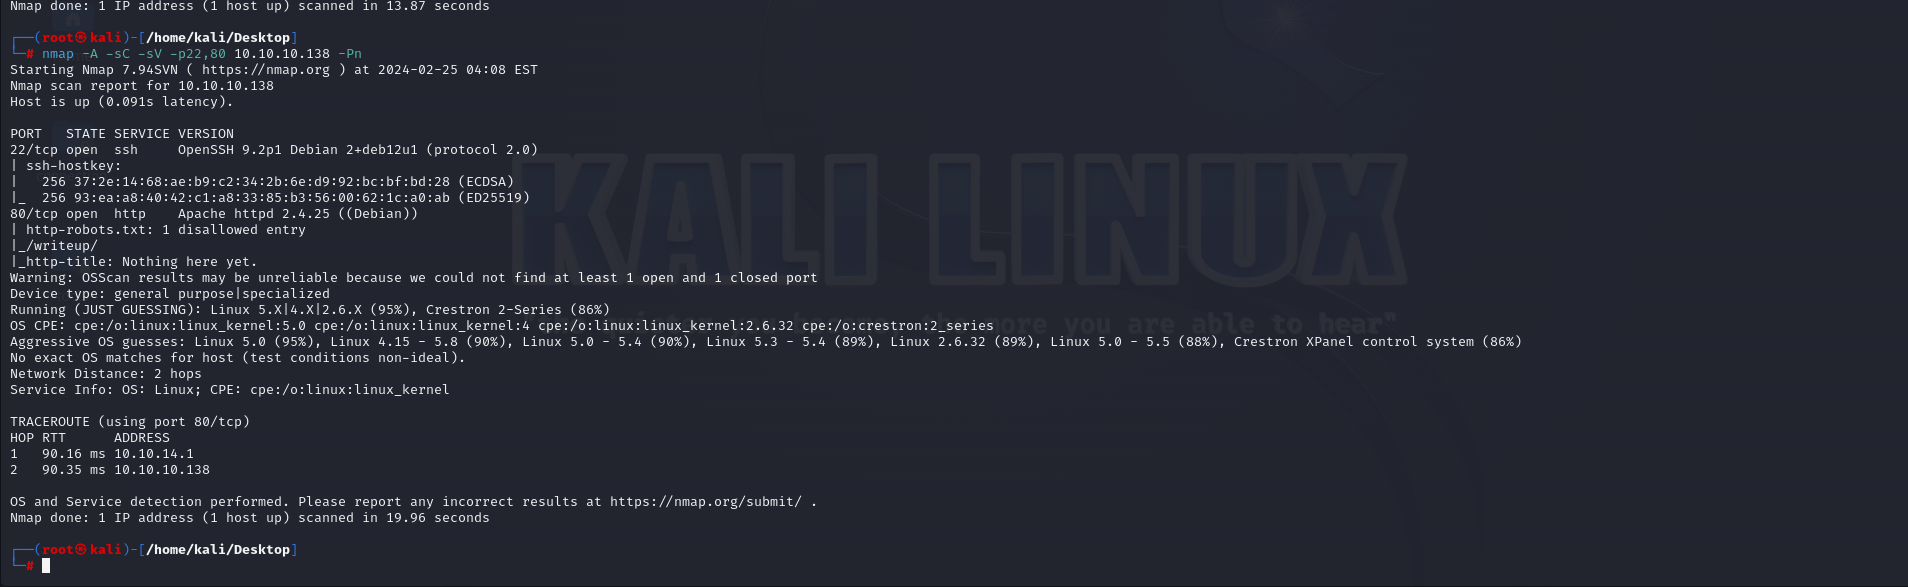 Nmap done: 1 IP address (1 host up) scanned in 13.87 seconds
┌──(root㉿kali)-[/home/kali/Desktop]
└─# nmap -A -sC -sV -p22,80 10.10.10.138 -Pn
Starting Nmap 7.94SVN ( https://nmap.org ) at 2024-02-25 04:08 EST
Nmap scan report for 10.10.10.138
Host is up (0.091s latency).
PORT   STATE SERVICE VERSION
22/tcp open  ssh     OpenSSH 9.2p1 Debian 2+deb12u1 (protocol 2.0)
| ssh-hostkey:
|   256 37:2e:14:68:ae:b9:c2:34:2b:6e:d9:92:bc:bf:bd:28 (ECDSA)
|_  256 93:ea:a8:40:42:c1:a8:33:85:b3:56:00:62:1c:a0:ab (ED25519)
80/tcp open  http    Apache httpd 2.4.25 ((Debian))
| http-robots.txt: 1 disallowed entry
|_/writeup/
|_http-title: Nothing here yet.
Warning: OSScan results may be unreliable because we could not find at least 1 open and 1 closed port
Device type: general purpose|specialized
Running (JUST GUESSING): Linux 5.X|4.X|2.6.X (95%), Crestron 2-Series (86%)
OS CPE: cpe:/o:linux:linux_kernel:5.0 cpe:/o:linux:linux_kernel:4 cpe:/o:linux:linux_kernel:2.6.32 cpe:/o:crestron:2_series
Aggressive OS guesses: Linux 5.0 (95%), Linux 4.15 - 5.8 (90%), Linux 5.0 - 5.4 (90%), Linux 5.3 - 5.4 (89%), Linux 2.6.32 (89%), Linux 5.0 - 5.5 (88%), Crestron XPanel control system (86%)
No exact OS matches for host (test conditions non-ideal).
Network Distance: 2 hops
Service Info: OS: Linux; CPE: cpe:/o:linux:linux_kernel
TRACEROUTE (using port 80/tcp)
HOP RTT      ADDRESS
1   90.16 ms 10.10.14.1
2   90.35 ms 10.10.10.138
OS and Service detection performed. Please report any incorrect results at https://nmap.org/submit/ .
Nmap done: 1 IP address (1 host up) scanned in 19.96 seconds
┌──(root㉿kali)-[/home/kali/Desktop]
└─#
KALI LINUX
more you are able to hear"